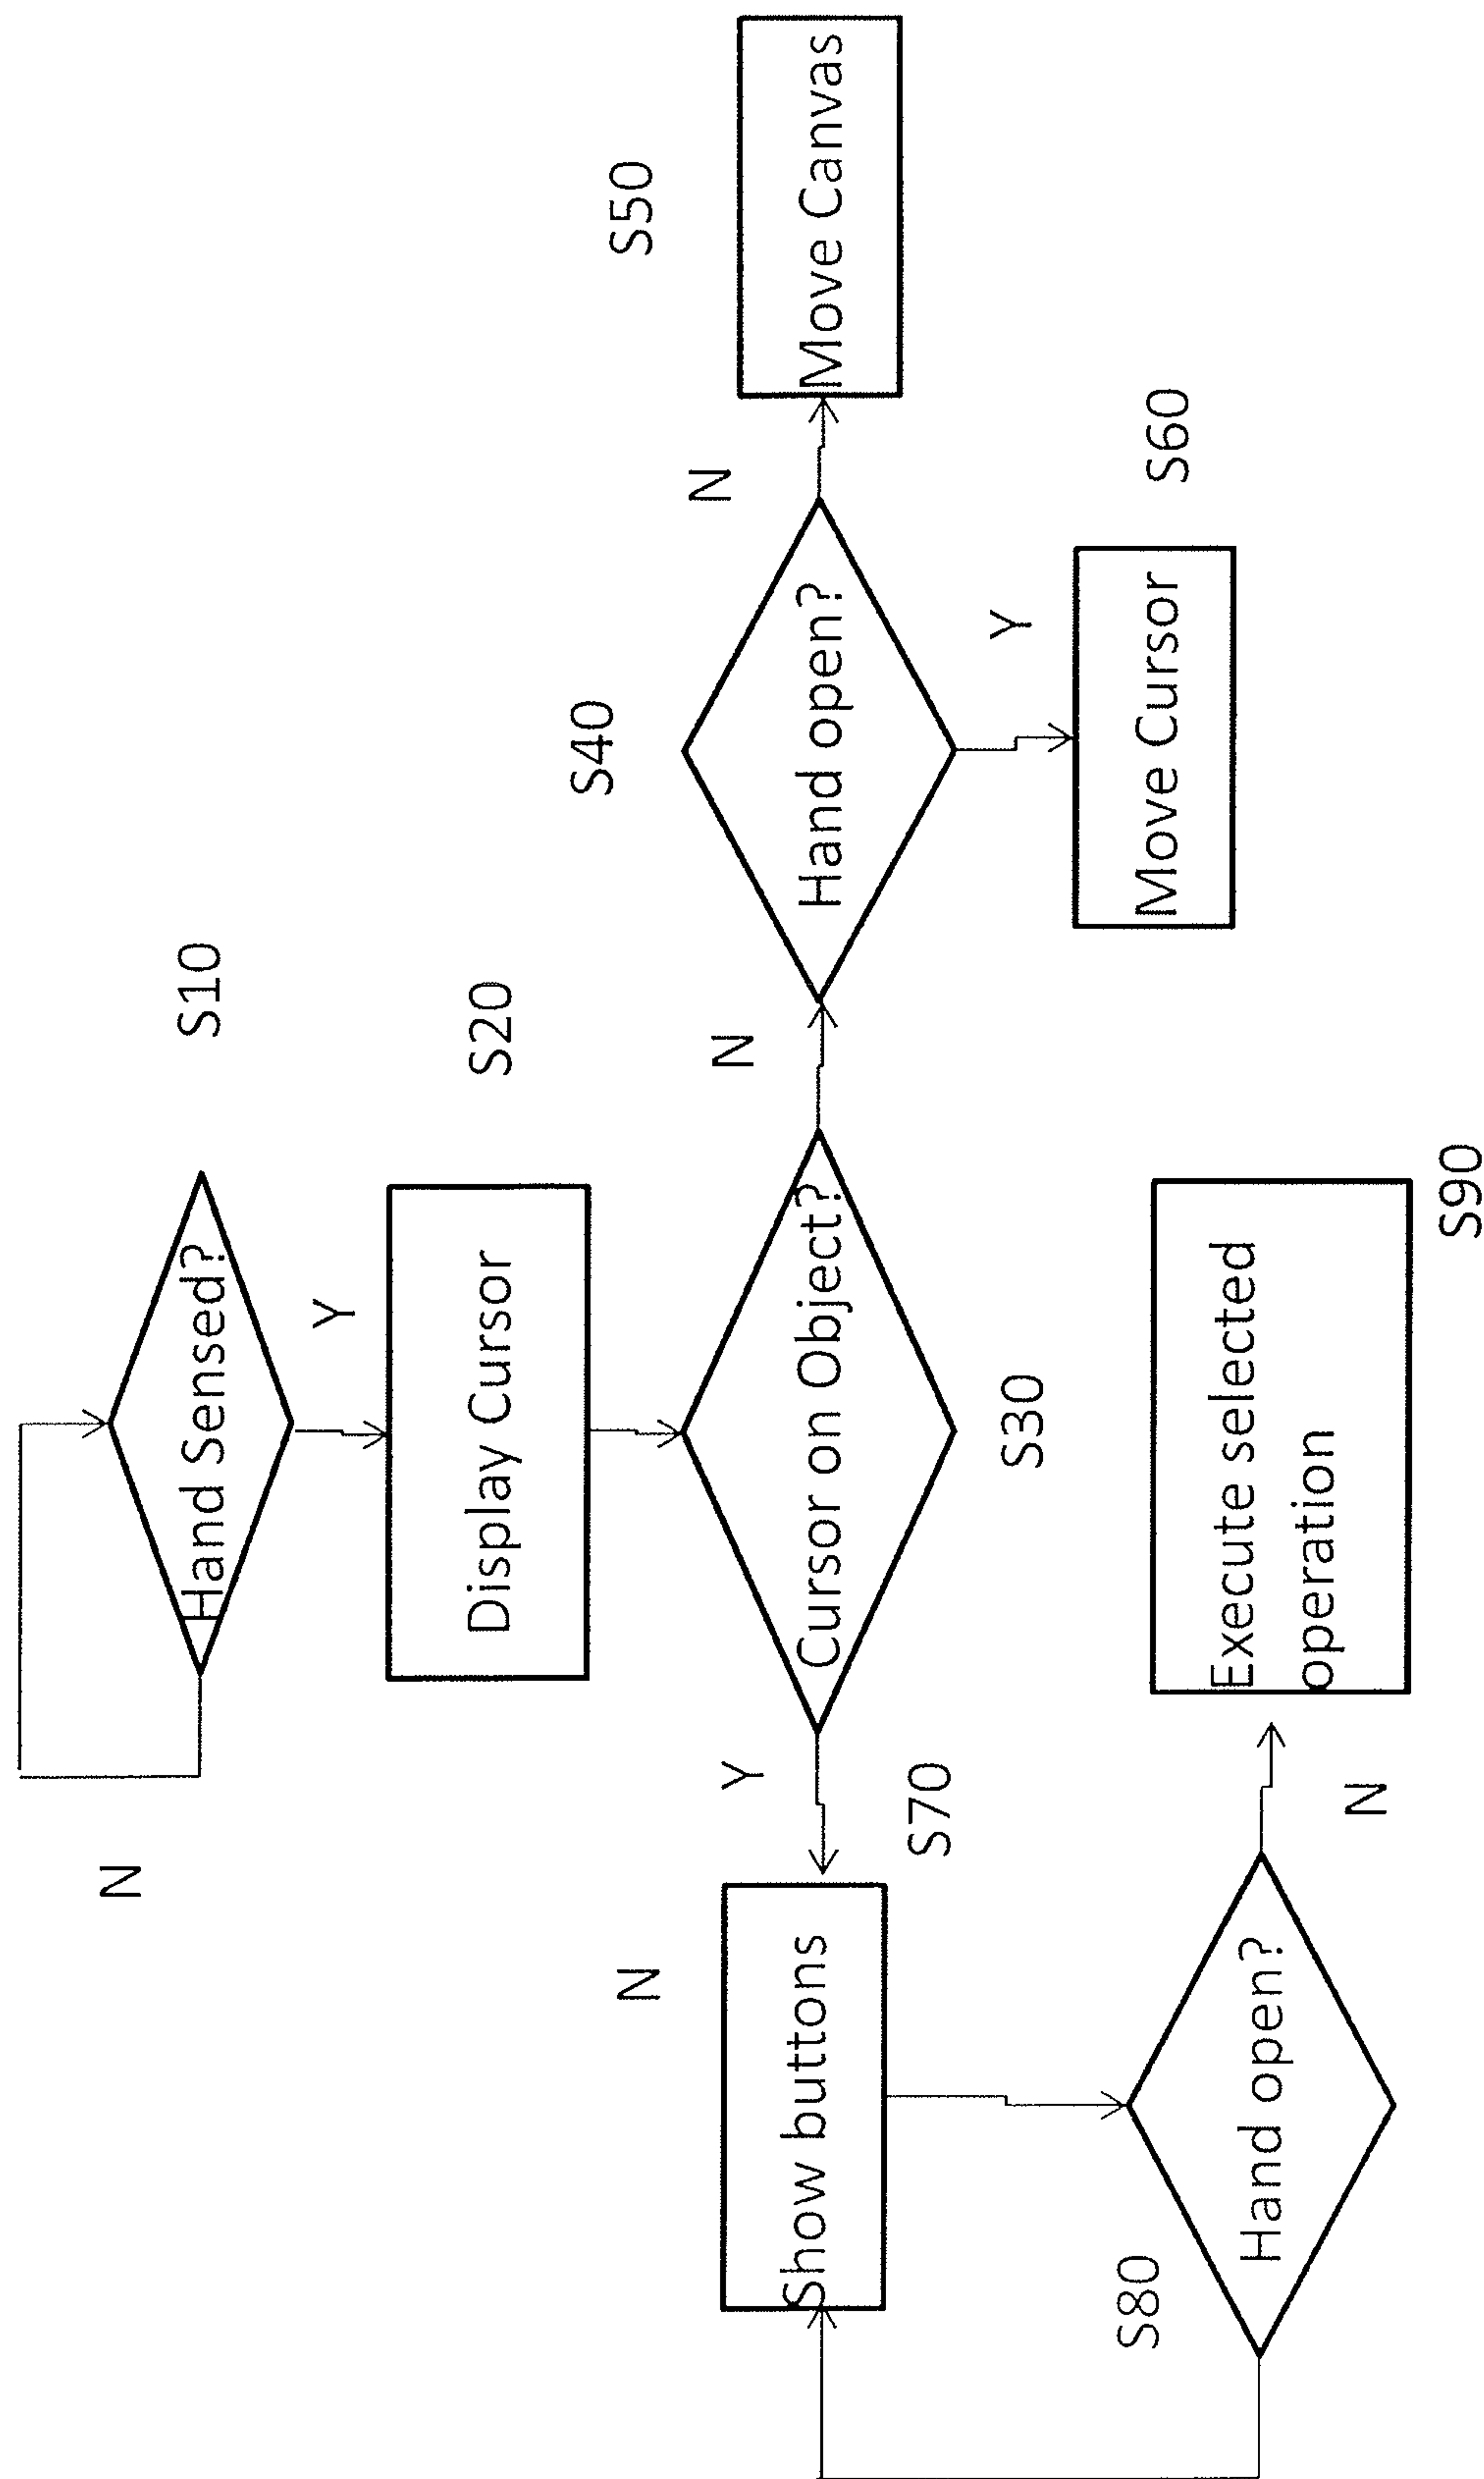 N
Hand Sensed?
S10
Y
Display Cursor
S20
N
Y
Cursor on Object?
S30
N
Hand open?
S40
N
Move Canvas
S50
Y
Move Cursor
S60
Show buttons
S70
Hand open?
S80
N
Execute selected
operation
S90